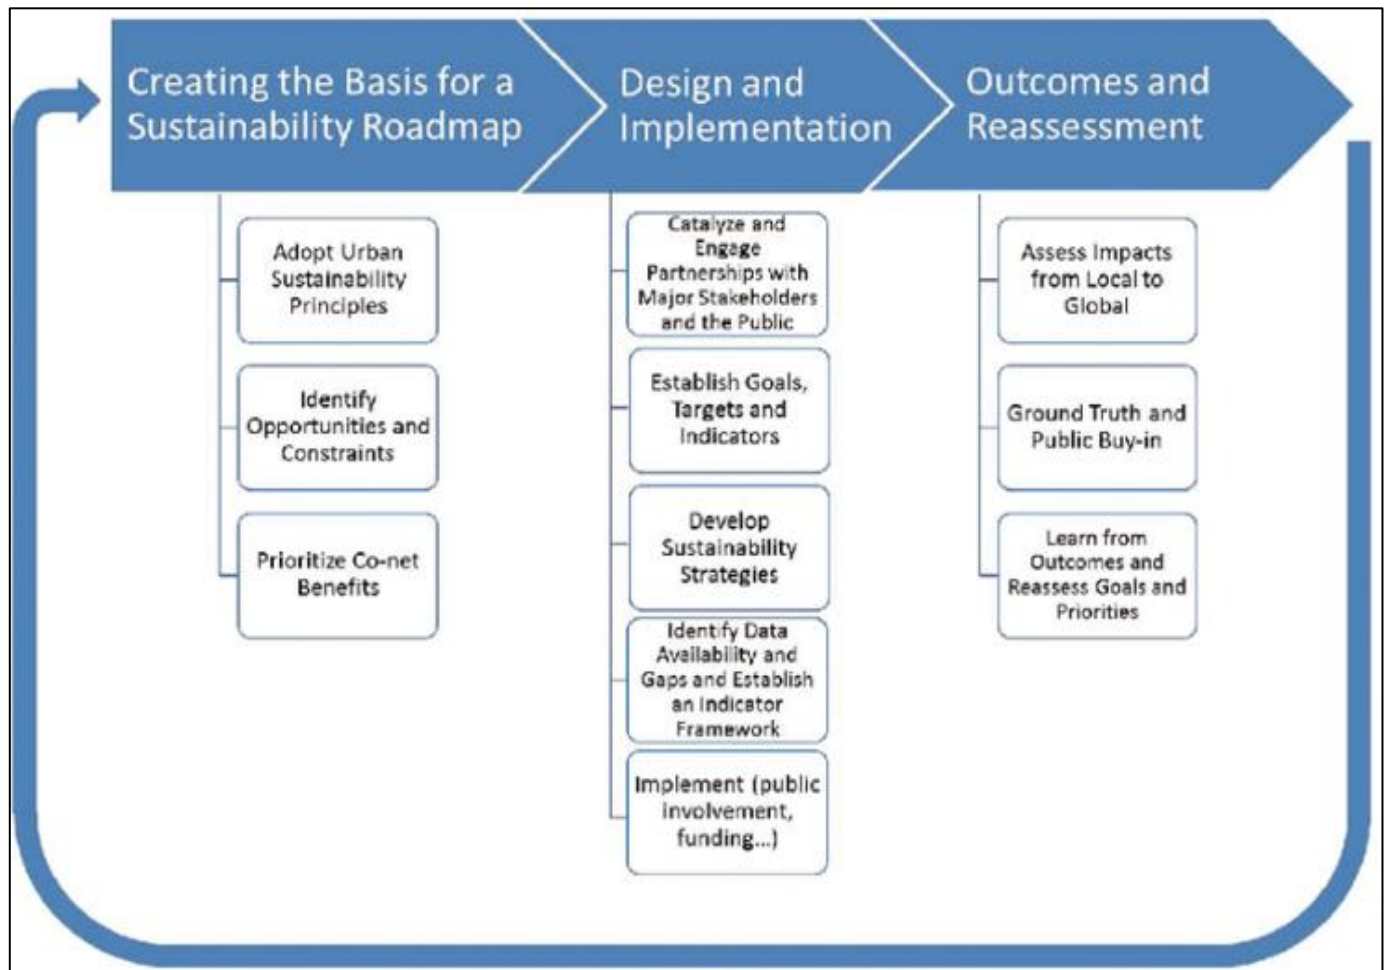 Creating the Basis for a
Sustainability Roadmap
Design and
Implementation
Outcomes and
Reassessment
Adopt Urban
Sustainability
Principles
Identify
Opportunities and
Constraints
Prioritize Co-net
Benefits
Catalyze and
Engage
Partnerships with
Major Stakeholders
and the Public
Establish Goals,
Targets and
Indicators
Develop
Sustainability
Strategies
Identify Data
Availability and
Gaps and Establish
an Indicator
Framework
Implement (public
involvement,
funding...)
Assess Impacts
from Local to
Global
Ground Truth and
Public Buy-in
Learn from
Outcomes and
Reassess Goals and
Priorities